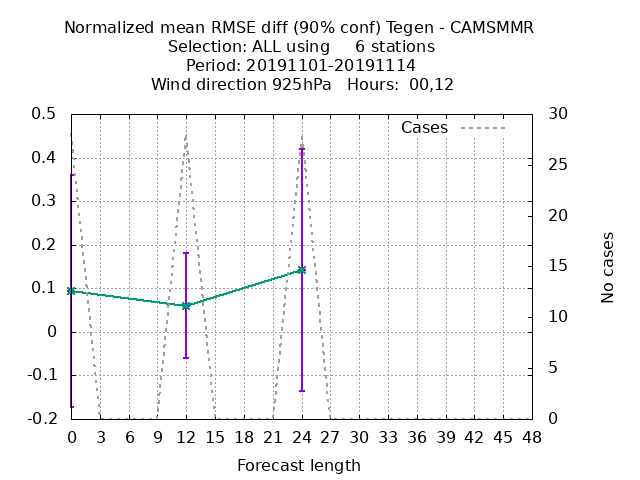 Normalized mean RMSE diff (90% conf) Tegen - CAMSMMR
Selection: ALL using     6 stations
Period: 20191101-20191114
Wind direction 925hPa   Hours:  00,12
Cases
0.5
0.4
0.3
0.2
0.1
0
-0.1
-0.2
30
25
20
15
10
5
0
No cases
0 3 6 9 12 15 18 21 24 27 30 33 36 39 42 45 48
Forecast length